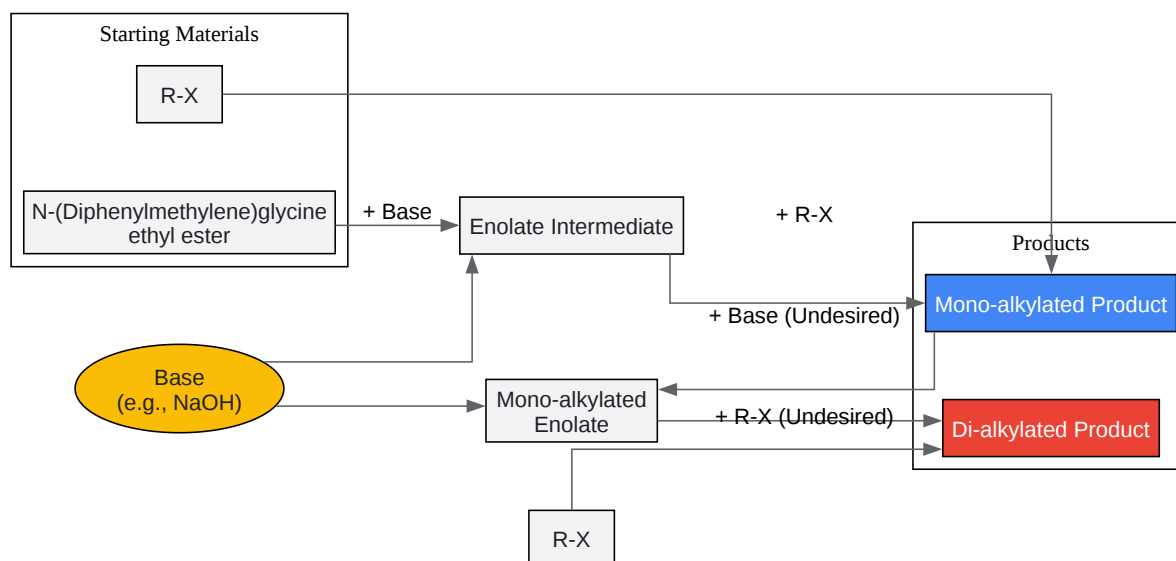 Starting Materials
R-X
N-(Diphenylmethylene)glycine
ethyl ester
+ Base
Enolate Intermediate
+ R-X
Products
Mono-alkylated Product
+ Base (Undesired)
Base
(e.g., NaOH)
Mono-alkylated
Enolate
+ R-X (Undesired)
Di-alkylated Product
R-X